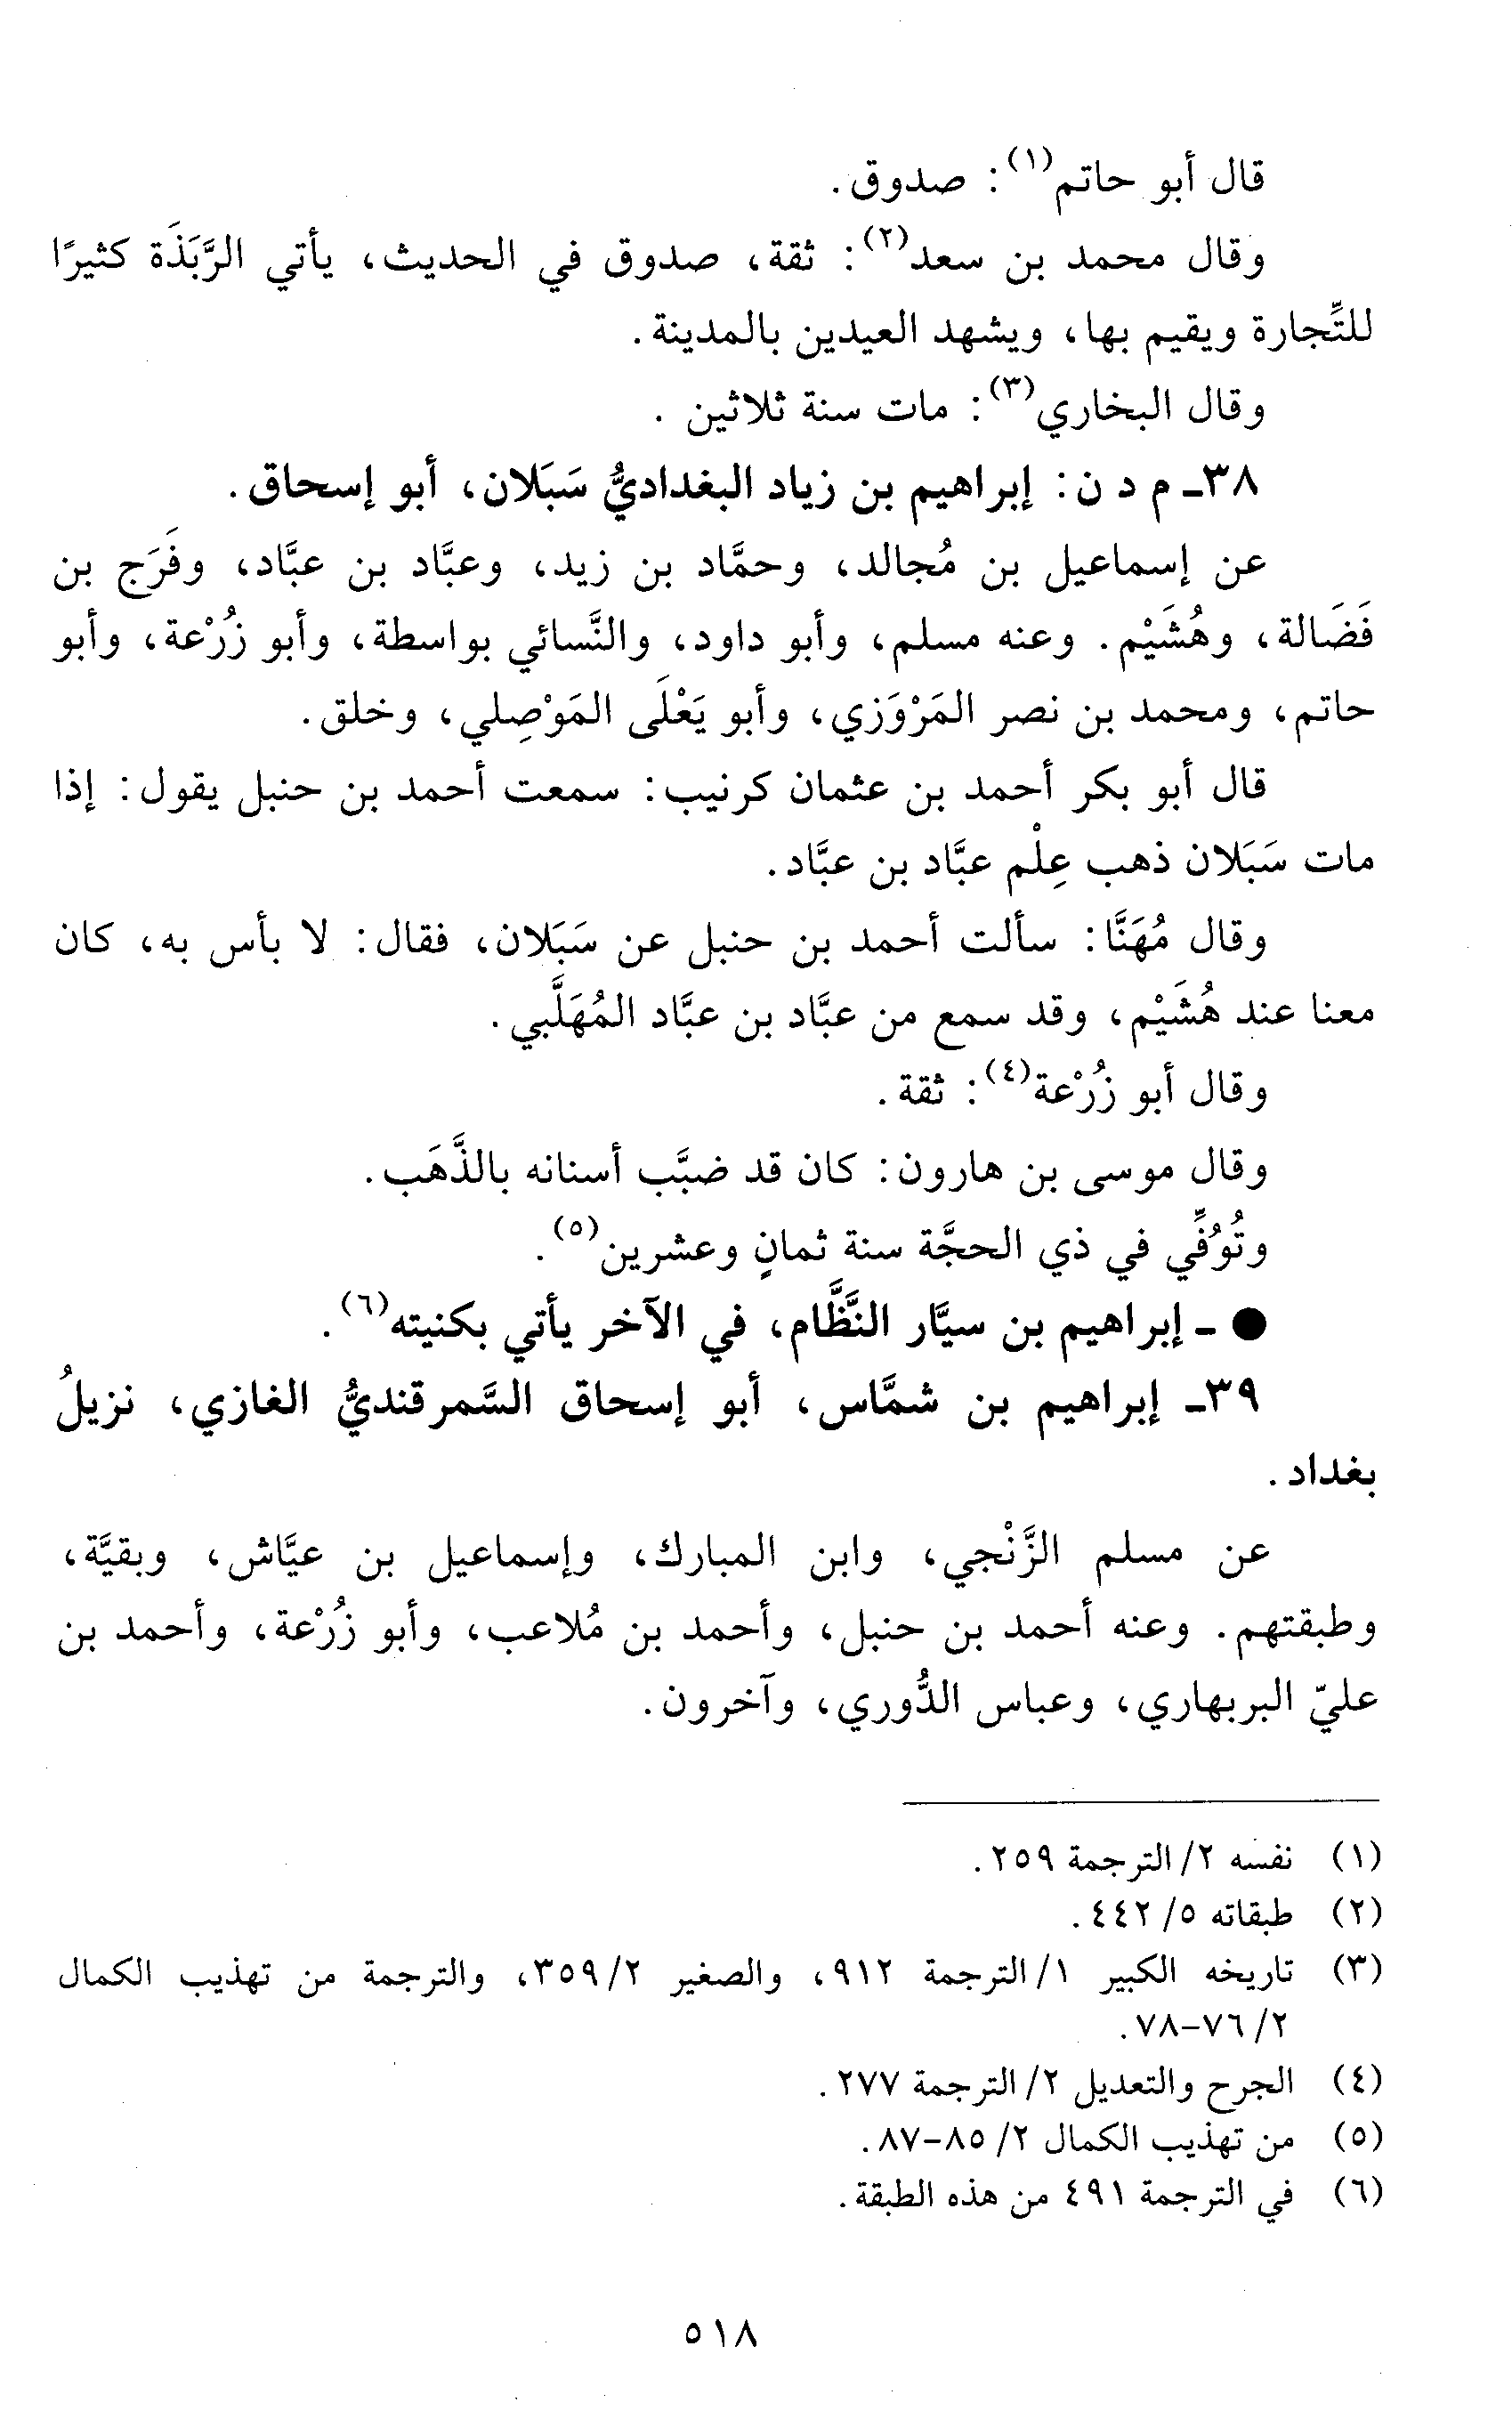 قال أبو حاتم(١): صدوق.
وقال محمد بن سعد(٢): ثقة، صدوق في الحديث، يأتي الرَّبَذَة كثيرًا
للتِّجارة ويقيم بها، ويشهد العيدين بالمدينة.
وقال البخاري(٣): مات سنة ثلاثين .
٣٨ـ م د ن: إبراهيم بن زياد البغداديُّ سَبَلان، أبو إسحاق.
عن إسماعيل بن مُجالد، وحمَّاد بن زيد، وعبَّاد بن عبَّاد، وفَرَج بن
فَضَالة، وهُشَيْم. وعنه مسلم، وأبو داود، والنَّسائي بواسطة، وأبو زُرْعة، وأبو
حاتم، ومحمد بن نصر المَرْوَزي، وأبو يَعْلَى المَوْصِلي، وخلق.
قال أبو بكر أحمد بن عثمان كرنيب: سمعت أحمد بن حنبل يقول: إذا
مات سَبَلان ذهب عِلْم عبَّاد بن عبَّاد.
وقال مُهَنَّا: سألت أحمد بن حنبل عن سَبَلان، فقال: لا بأس به، كان
معنا عند هُشَيْم، وقد سمع من عبَّاد بن عبَّاد المُهَلَّبي.
وقال أبو زُرْعة(٤): ثقة.
وقال موسى بن هارون: كان قد ضبَّب أسنانه بالذَّهَب.
وتُوُفِّي في ذي الحجَّة سنة ثمانٍ وعشرين(٥).
● ـ إبراهيم بن سيَّار النَّظَّام، في الآخر يأتي بكنيته(٦).
٣٩ـ إبراهيم بن شمَّاس، أبو إسحاق السَّمرقنديُّ الغازي، نزيلُ
بغداد.
عن مسلم الزَّنْجي، وابن المبارك، وإسماعيل بن عيَّاش، وبقيَّة،
وطبقتهم. وعنه أحمد بن حنبل، وأحمد بن مُلاعب، وأبو زُرْعة، وأحمد بن
عليّ البربهاري، وعباس الدُّوري، وآخرون.
(١) نفسه ٢/ الترجمة ٢٥٩.
(٢) طبقاته ٥/ ٤٤٢.
(٣) تاريخه الكبير ١/ الترجمة ٩١٢، والصغير ٢/ ٣٥٩، والترجمة من تهذيب الكمال
٢/ ٧٦-٧٨.
(٤) الجرح والتعديل ٢/ الترجمة ٢٧٧.
(٥) من تهذيب الكمال ٢/ ٨٥-٨٧.
(٦) في الترجمة ٤٩١ من هذه الطبقة.
٥١٨